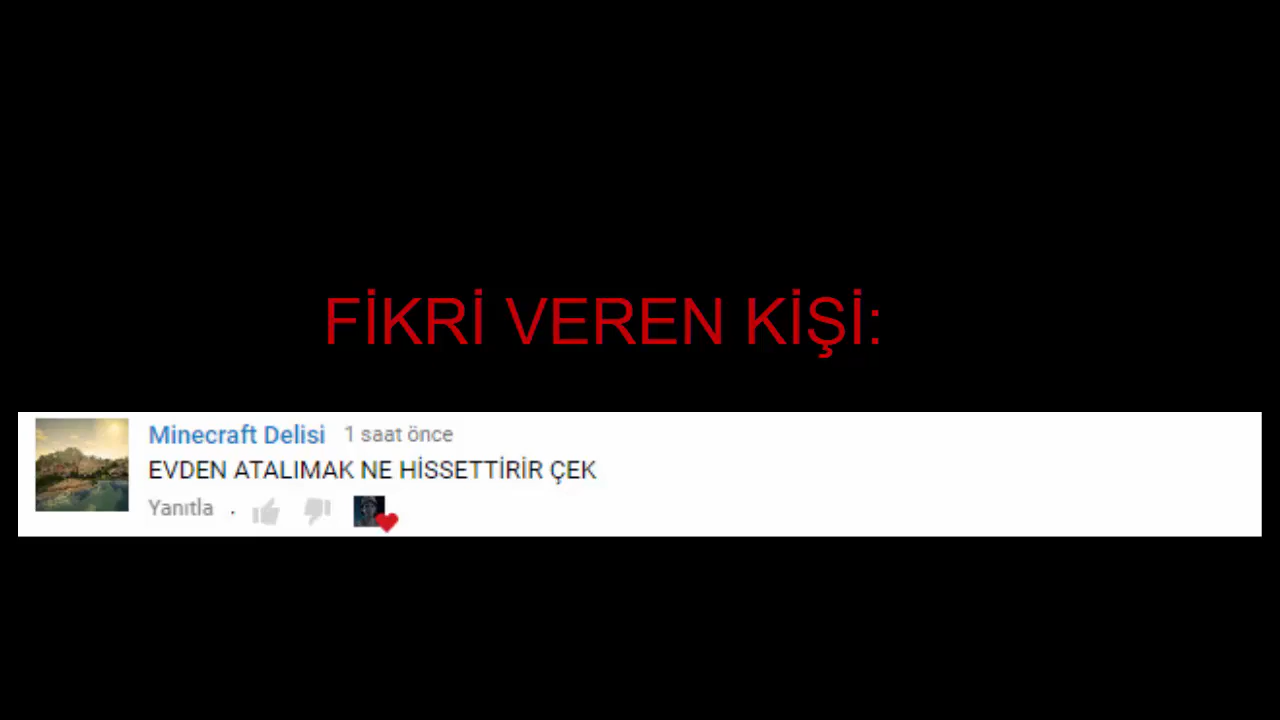 FİKRİ VEREN KİŞİ:
Minecraft Delisi 1 saat önce
EVDEN ATALIMAK NE HİSSETTİRİR ÇEK
Yanıtla .